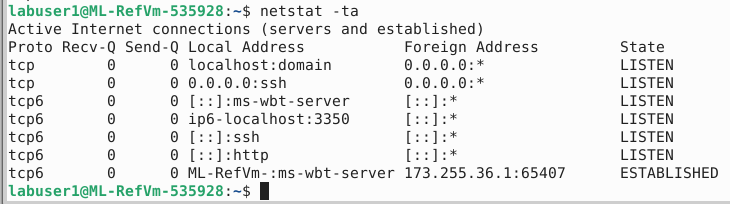 labuser1@ML-RefVm-535928:~$ netstat -ta
Active Internet connections (servers and established)
Proto Recv-Q Send-Q Local Address           Foreign Address         State
tcp        0      0 localhost:domain        0.0.0.0:*               LISTEN
tcp        0      0 0.0.0.0:ssh             0.0.0.0:*               LISTEN
tcp6       0      0 [::]:ms-wbt-server      [::]:*                  LISTEN
tcp6       0      0 ip6-localhost:3350      [::]:*                  LISTEN
tcp6       0      0 [::]:ssh                [::]:*                  LISTEN
tcp6       0      0 [::]:http               [::]:*                  LISTEN
tcp6       0      0 ML-RefVm-:ms-wbt-server 173.255.36.1:65407      ESTABLISHED
labuser1@ML-RefVm-535928:~$